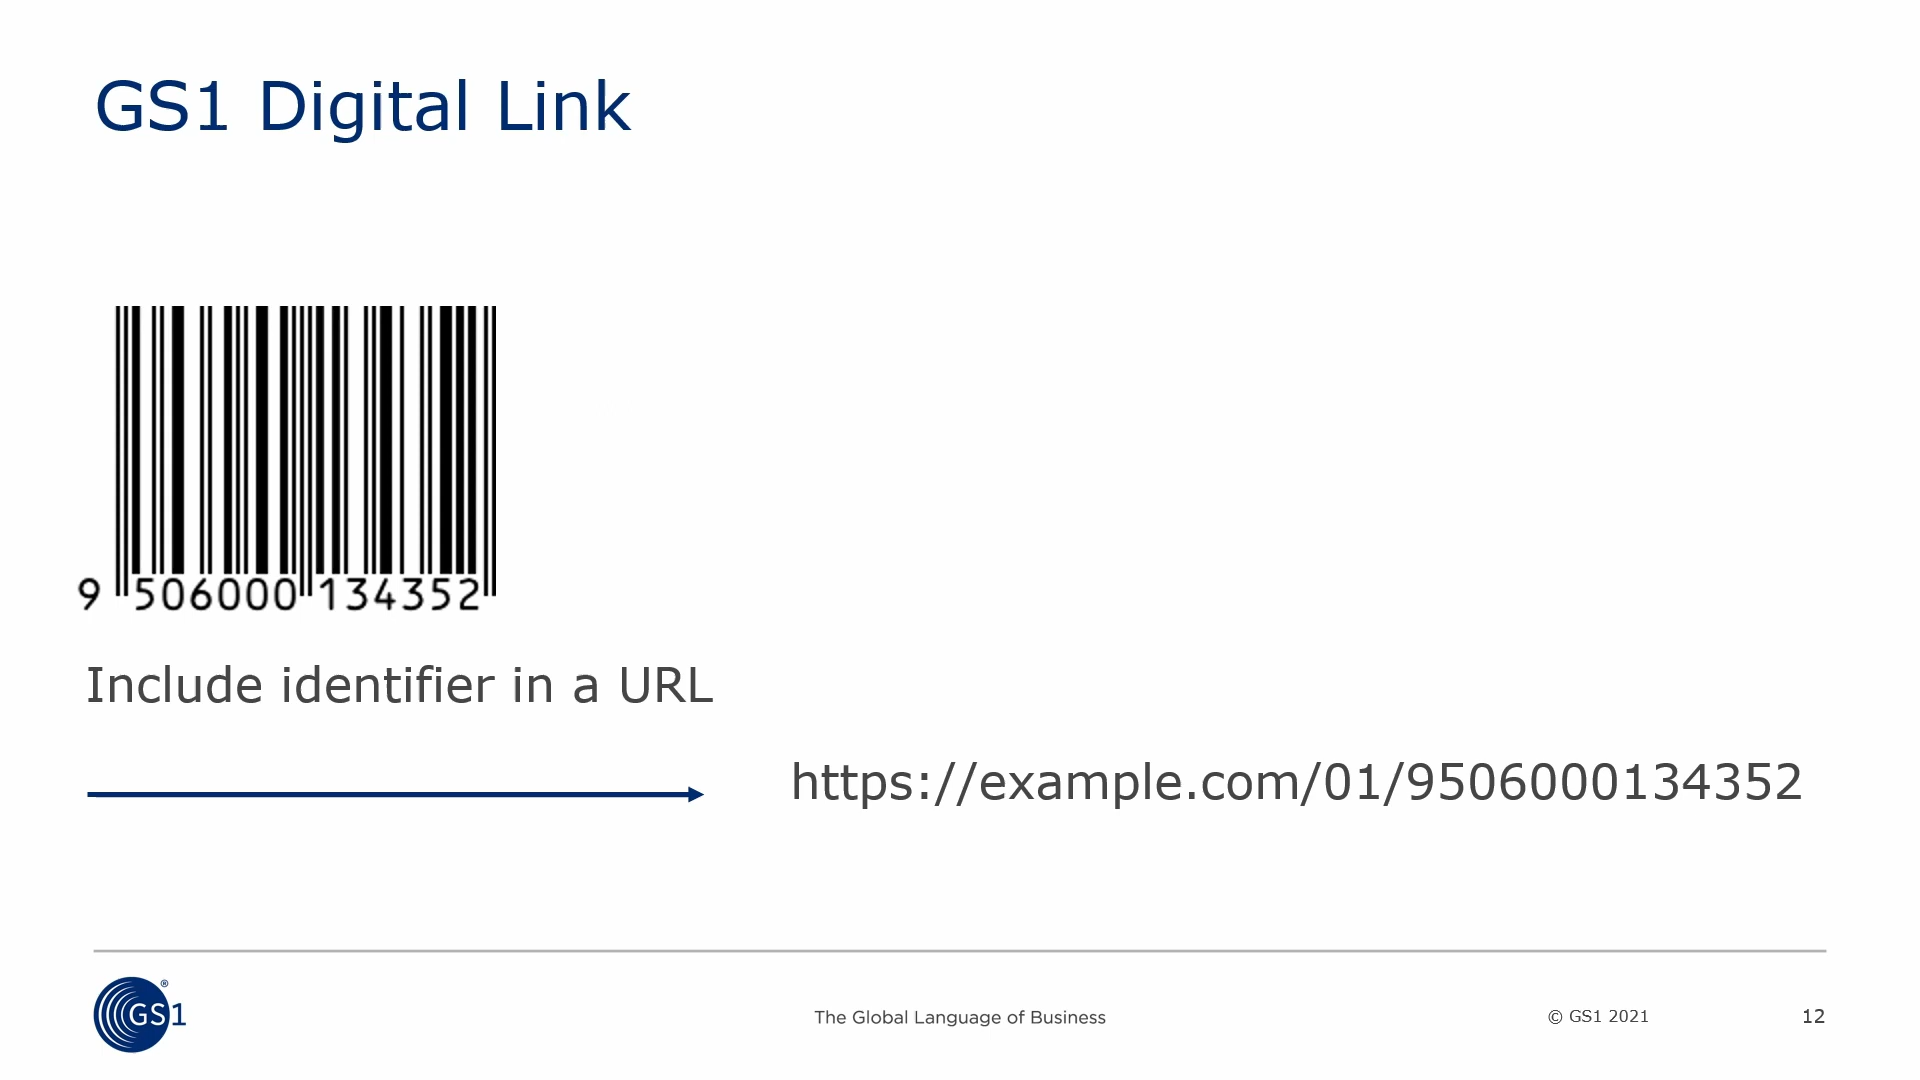 GS1 Digital Link
9 506000 134352
Include identifier in a URL
https://example.com/01/9506000134352
GS1®
The Global Language of Business
© GS1 2021
12